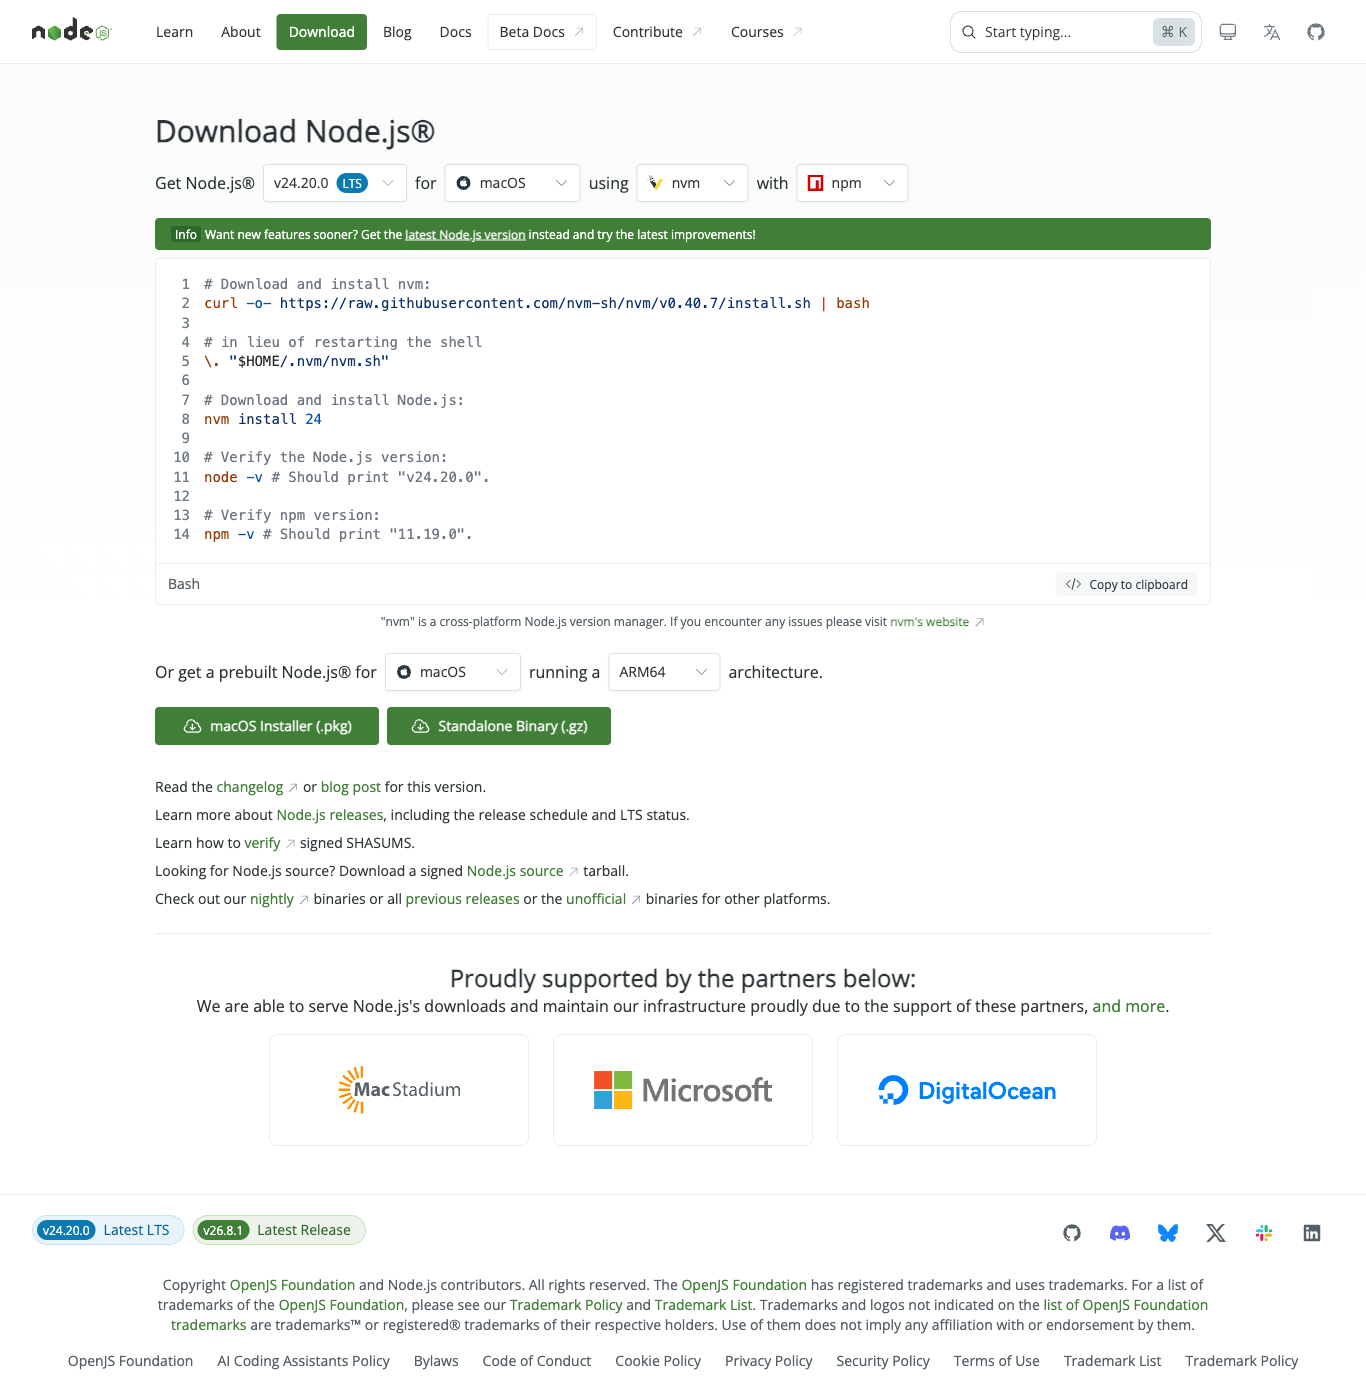 node JS
Learn About Download Blog Docs Beta Docs Contribute Courses Start typing... ⌘ K
Download Node.js®
Get Node.js® v24.20.0 LTS for macOS using nvm with npm
Info Want new features sooner? Get the latest Node.js version instead and try the latest improvements!
1 # Download and install nvm:
2 curl -o- https://raw.githubusercontent.com/nvm-sh/nvm/v0.40.7/install.sh | bash
3
4 # in lieu of restarting the shell
5 \. "$HOME/.nvm/nvm.sh"
6
7 # Download and install Node.js:
8 nvm install 24
9
10 # Verify the Node.js version:
11 node -v # Should print "v24.20.0".
12
13 # Verify npm version:
14 npm -v # Should print "11.19.0".
Bash Copy to clipboard
"nvm" is a cross-platform Node.js version manager. If you encounter any issues please visit nvm's website
Or get a prebuilt Node.js® for macOS running a ARM64 architecture.
macOS Installer (.pkg) Standalone Binary (.gz)
Read the changelog or blog post for this version.
Learn more about Node.js releases, including the release schedule and LTS status.
Learn how to verify signed SHASUMS.
Looking for Node.js source? Download a signed Node.js source tarball.
Check out our nightly binaries or all previous releases or the unofficial binaries for other platforms.
Proudly supported by the partners below:
We are able to serve Node.js's downloads and maintain our infrastructure proudly due to the support of these partners, and more.
MacStadium Microsoft DigitalOcean
v24.20.0 Latest LTS v26.8.1 Latest Release
Copyright OpenJS Foundation and Node.js contributors. All rights reserved. The OpenJS Foundation has registered trademarks and uses trademarks. For a list of
trademarks of the OpenJS Foundation, please see our Trademark Policy and Trademark List. Trademarks and logos not indicated on the list of OpenJS Foundation
trademarks are trademarks™ or registered® trademarks of their respective holders. Use of them does not imply any affiliation with or endorsement by them.
OpenJS Foundation AI Coding Assistants Policy Bylaws Code of Conduct Cookie Policy Privacy Policy Security Policy Terms of Use Trademark List Trademark Policy